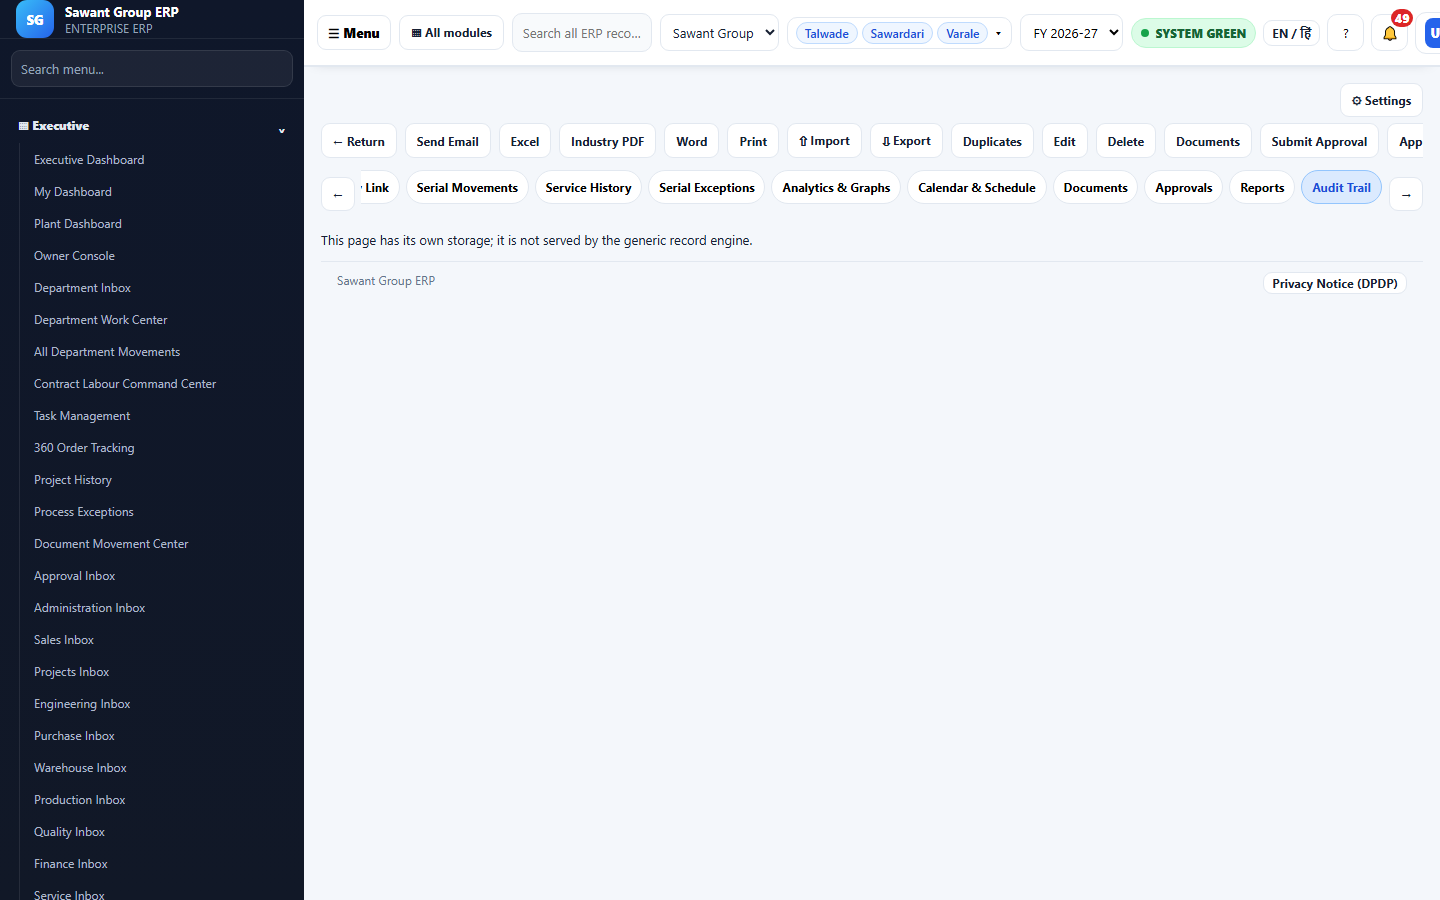 SG
Sawant Group ERP
ENTERPRISE ERP
Search menu...
Executive
Executive Dashboard
My Dashboard
Plant Dashboard
Owner Console
Department Inbox
Department Work Center
All Department Movements
Contract Labour Command Center
Task Management
360 Order Tracking
Project History
Process Exceptions
Document Movement Center
Approval Inbox
Administration Inbox
Sales Inbox
Projects Inbox
Engineering Inbox
Purchase Inbox
Warehouse Inbox
Production Inbox
Quality Inbox
Finance Inbox
Service Inbox
☰ Menu
All modules
Search all ERP reco...
Sawant Group
Talwade
Sawardari
Varale
FY 2026-27
SYSTEM GREEN
EN / हिं
?
49
U
⚙ Settings
← Return
Send Email
Excel
Industry PDF
Word
Print
⇧ Import
⇩ Export
Duplicates
Edit
Delete
Documents
Submit Approval
App
←
Link
Serial Movements
Service History
Serial Exceptions
Analytics & Graphs
Calendar & Schedule
Documents
Approvals
Reports
Audit Trail
→
This page has its own storage; it is not served by the generic record engine.
Sawant Group ERP
Privacy Notice (DPDP)